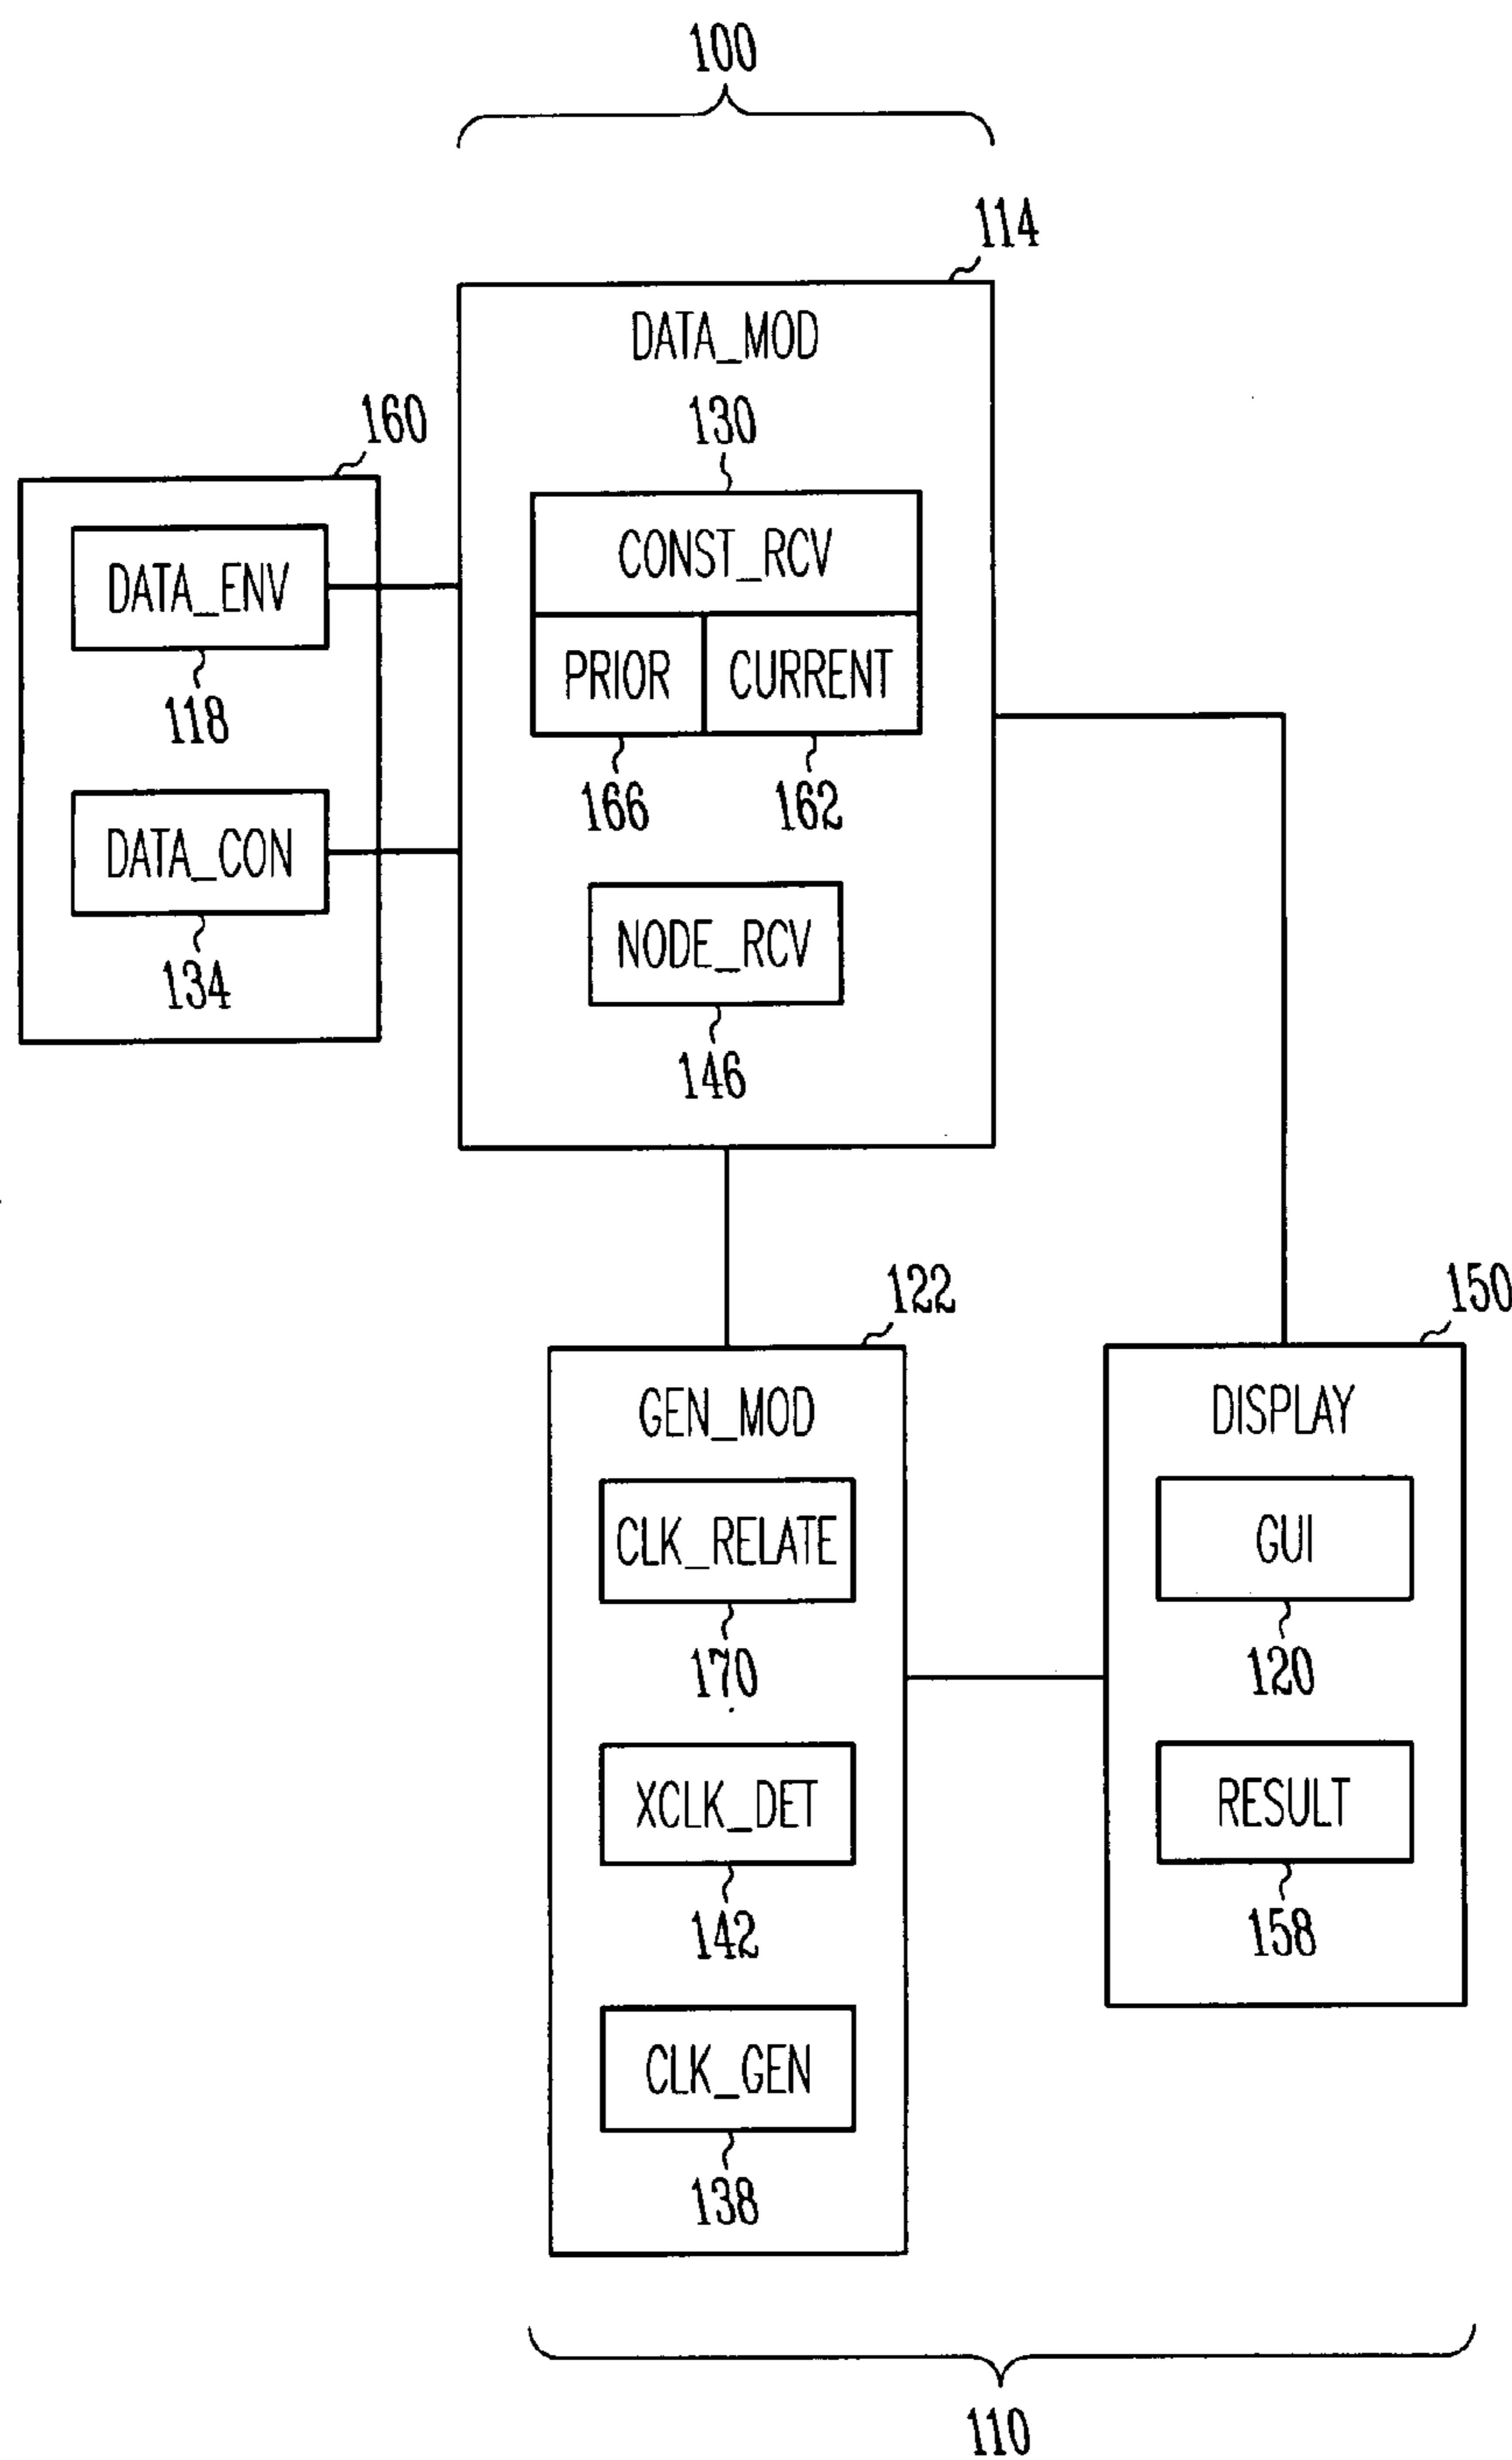 100
114
DATA_MOD
160
130
DATA_ENV
CONST_RCV
PRIOR
CURRENT
118
166
162
DATA_CON
NODE_RCV
134
146
122
150
GEN_MOD
DISPLAY
CLK_RELATE
GUI
170
120
XCLK_DET
RESULT
142
158
CLK_GEN
138
110